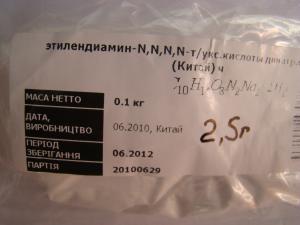 этилендиамин-N,N,N,N-т/укс.кислоты
(Китай) ч
МАСА НЕТТО 0.1 кг
ДАТА, ВИРОБНИЦТВО 06.2010, Китай
2,5г
ПЕРІОД ЗБЕРІГАННЯ 06.2012
ПАРТІЯ 20100629